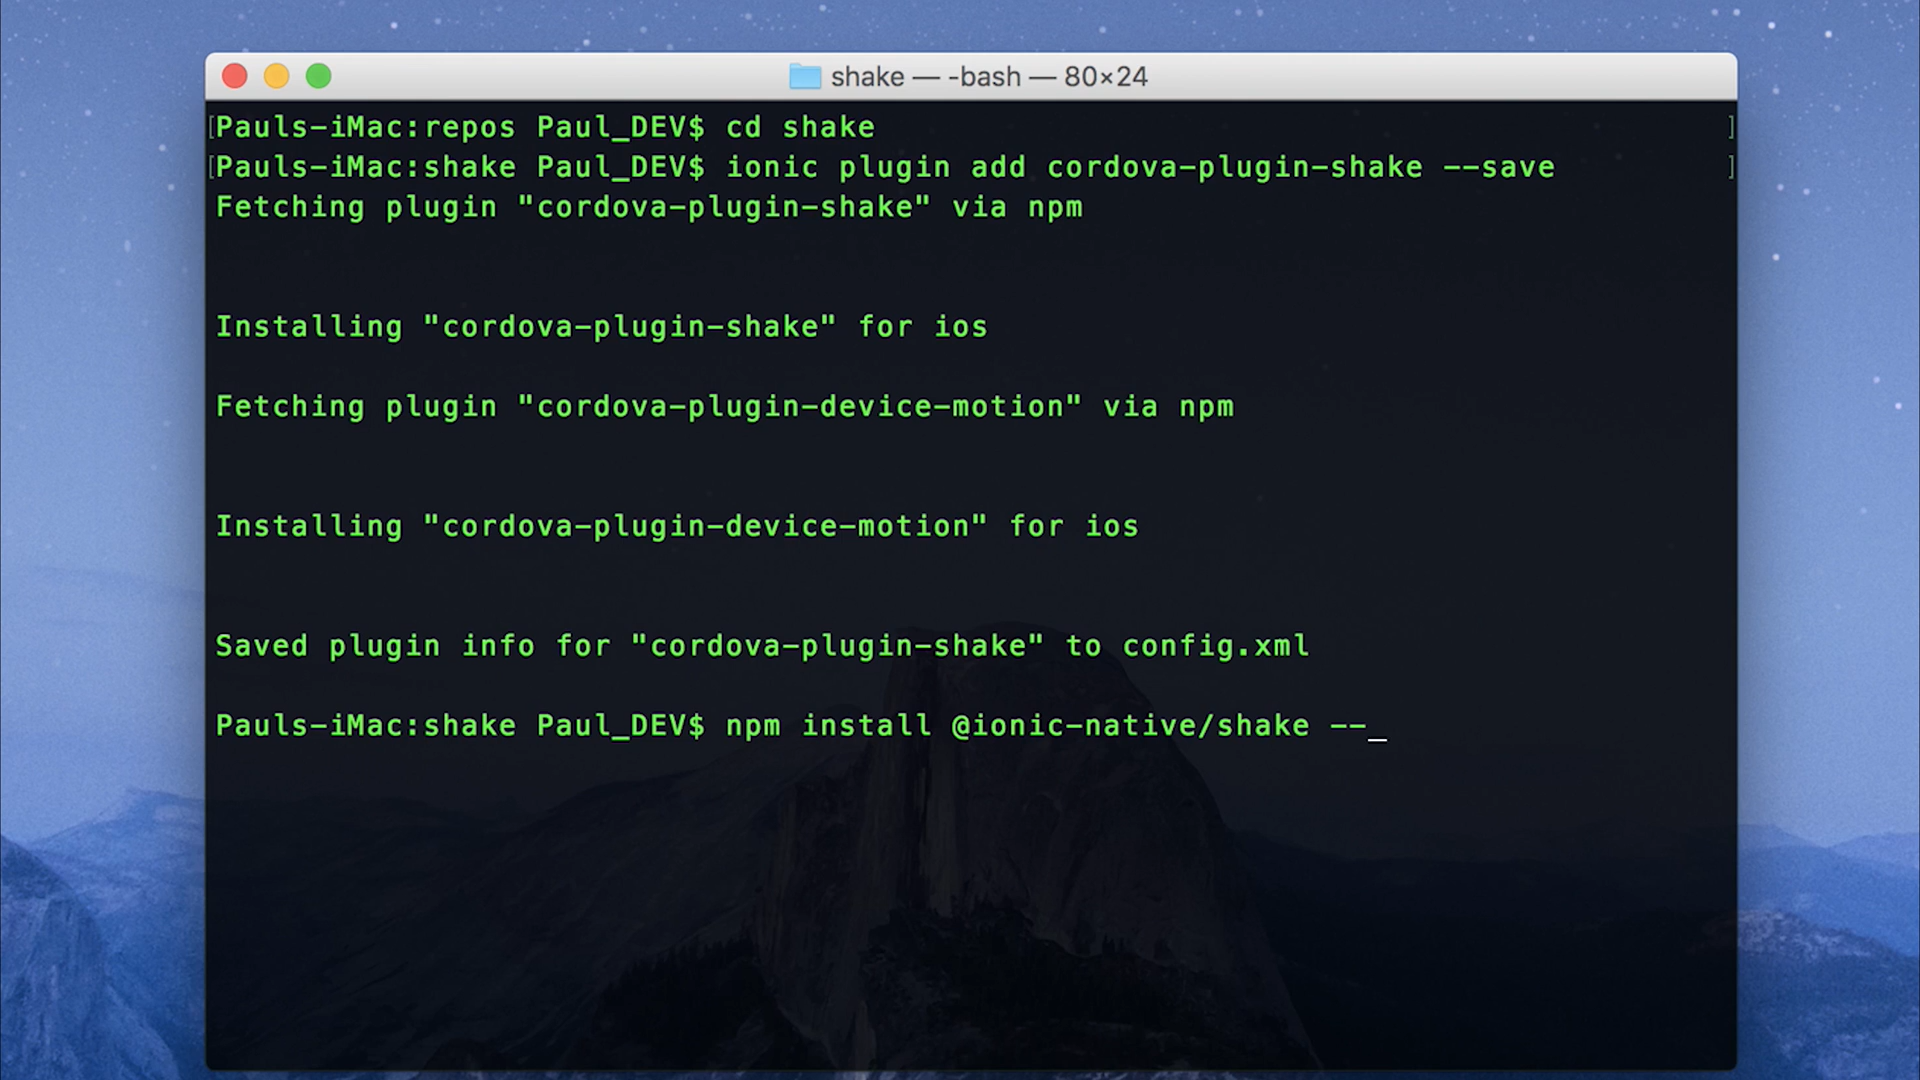 shake — -bash — 80×24
[Pauls-iMac:repos Paul_DEV$ cd shake ]
[Pauls-iMac:shake Paul_DEV$ ionic plugin add cordova-plugin-shake --save ]
Fetching plugin "cordova-plugin-shake" via npm
Installing "cordova-plugin-shake" for ios
Fetching plugin "cordova-plugin-device-motion" via npm
Installing "cordova-plugin-device-motion" for ios
Saved plugin info for "cordova-plugin-shake" to config.xml
Pauls-iMac:shake Paul_DEV$ npm install @ionic-native/shake --_